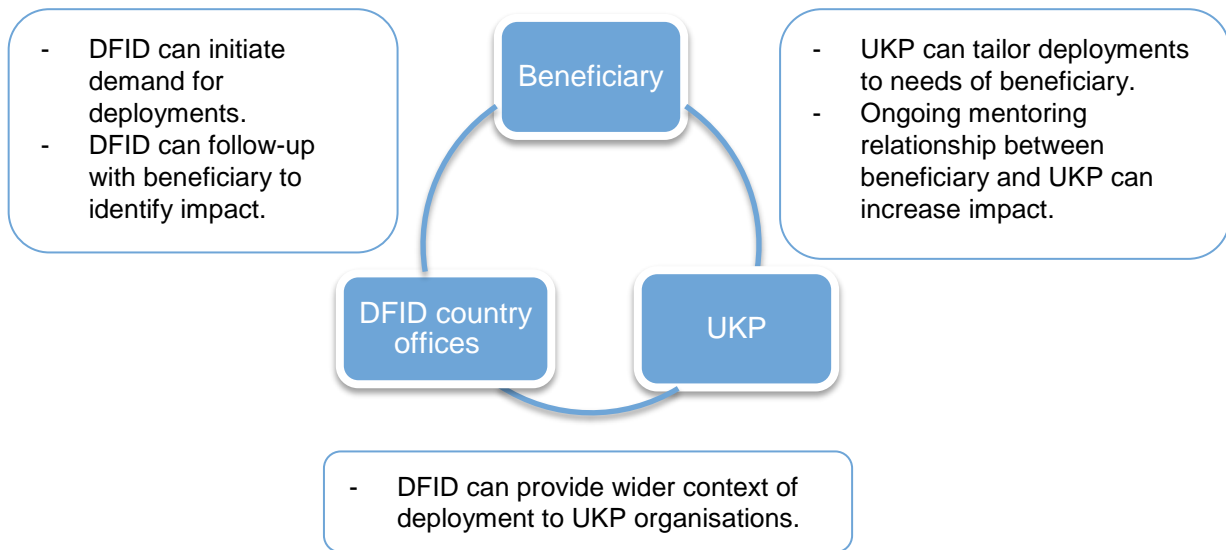 - DFID can initiate
demand for
deployments.
- DFID can follow-up
with beneficiary to
identify impact.
Beneficiary
- UKP can tailor deployments
to needs of beneficiary.
- Ongoing mentoring
relationship between
beneficiary and UKP can
increase impact.
DFID country
offices
UKP
- DFID can provide wider context of
deployment to UKP organisations.